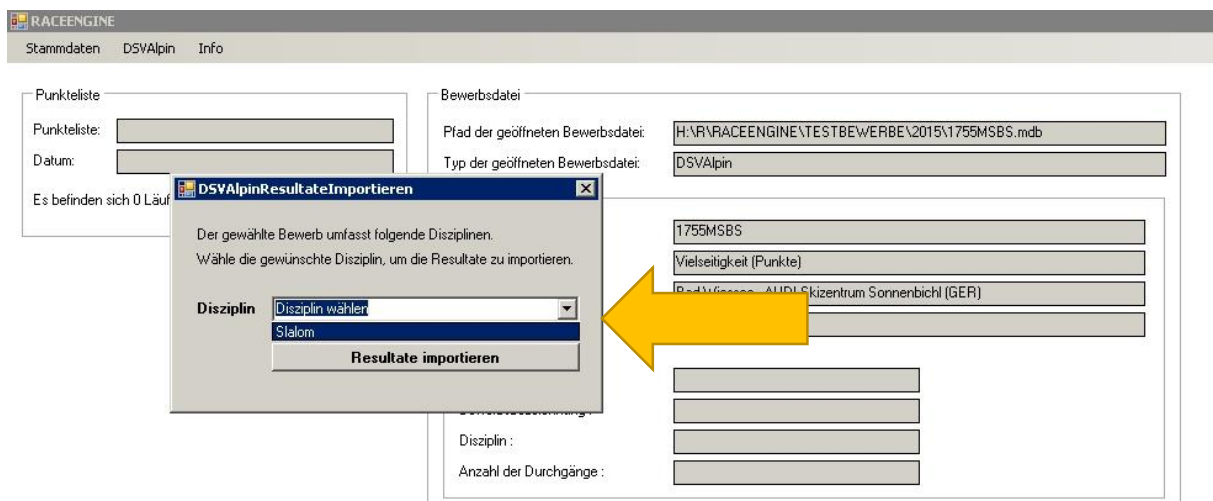 RACEENGINE
Stammdaten DSVAlpin Info
Punkteliste
Punkteliste:
Datum:
Es befinden sich 0 Läuf
Bewerbsdatei
Pfad der geöffneten Bewerbsdatei: H:\R\RACEENGINE\TESTBEWERBE\2015\1755MSBS.mdb
Typ der geöffneten Bewerbsdatei: DSVAlpin
1755MSBS
Vielseitigkeit (Punkte)
Skizentrum Sonnenbichl (GER)
Disziplin :
Anzahl der Durchgänge :
DSVAlpinResultateImportieren
Der gewählte Bewerb umfasst folgende Disziplinen.
Wähle die gewünschte Disziplin, um die Resultate zu importieren.
Disziplin Disziplin wählen
Slalom
Resultate importieren